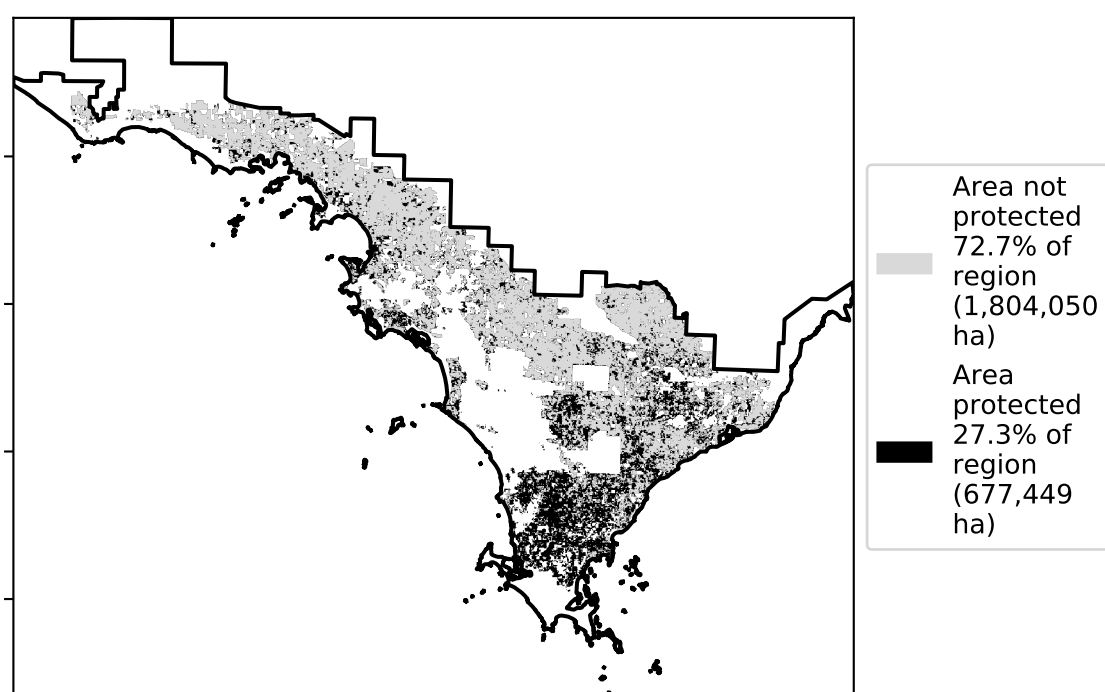 Area not
protected
72.7% of
region
(1,804,050
ha)
Area
protected
27.3% of
region
(677,449
ha)